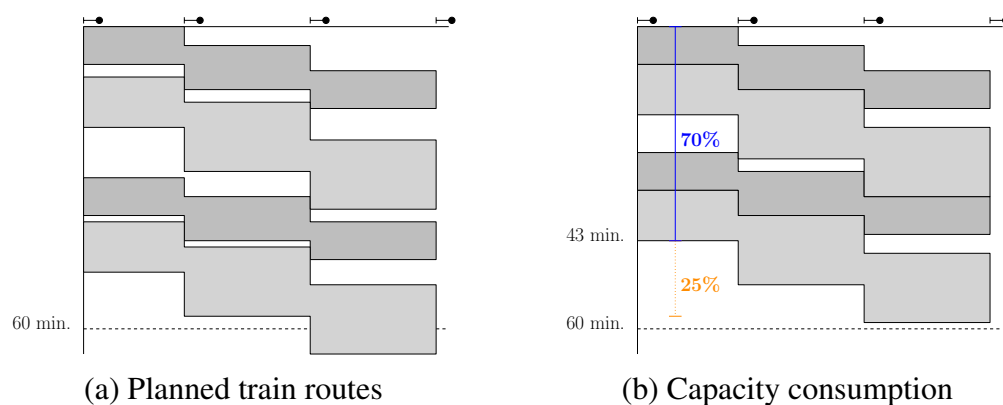 70%
43 min.
25%
60 min.
60 min.
(a) Planned train routes
(b) Capacity consumption